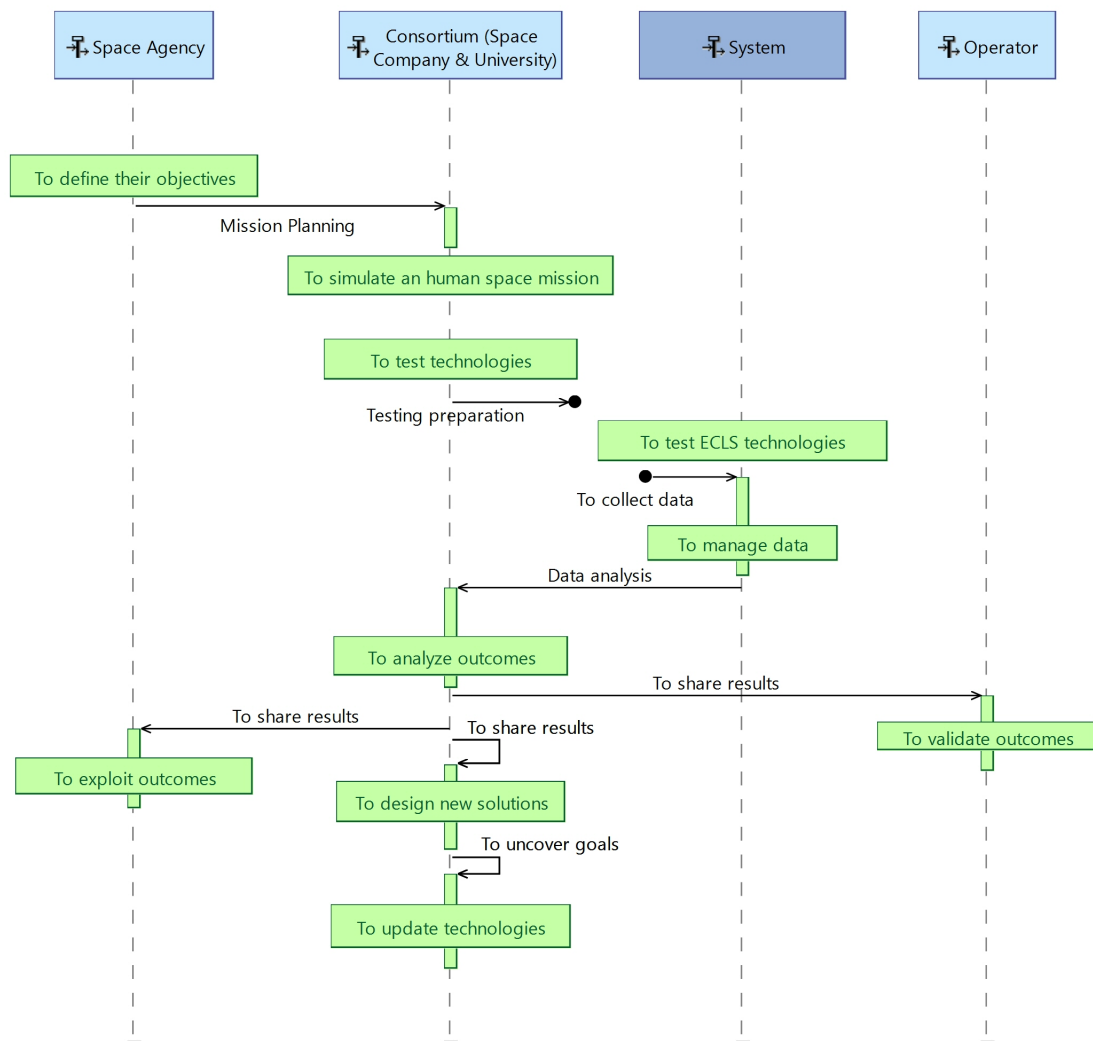 Space Agency
Consortium (Space
Company & University)
System
Operator
To define their objectives
Mission Planning
To simulate an human space mission
To test technologies
Testing preparation
To test ECLS technologies
To collect data
To manage data
Data analysis
To analyze outcomes
To share results
To share results
To share results
To validate outcomes
To exploit outcomes
To design new solutions
To uncover goals
To update technologies